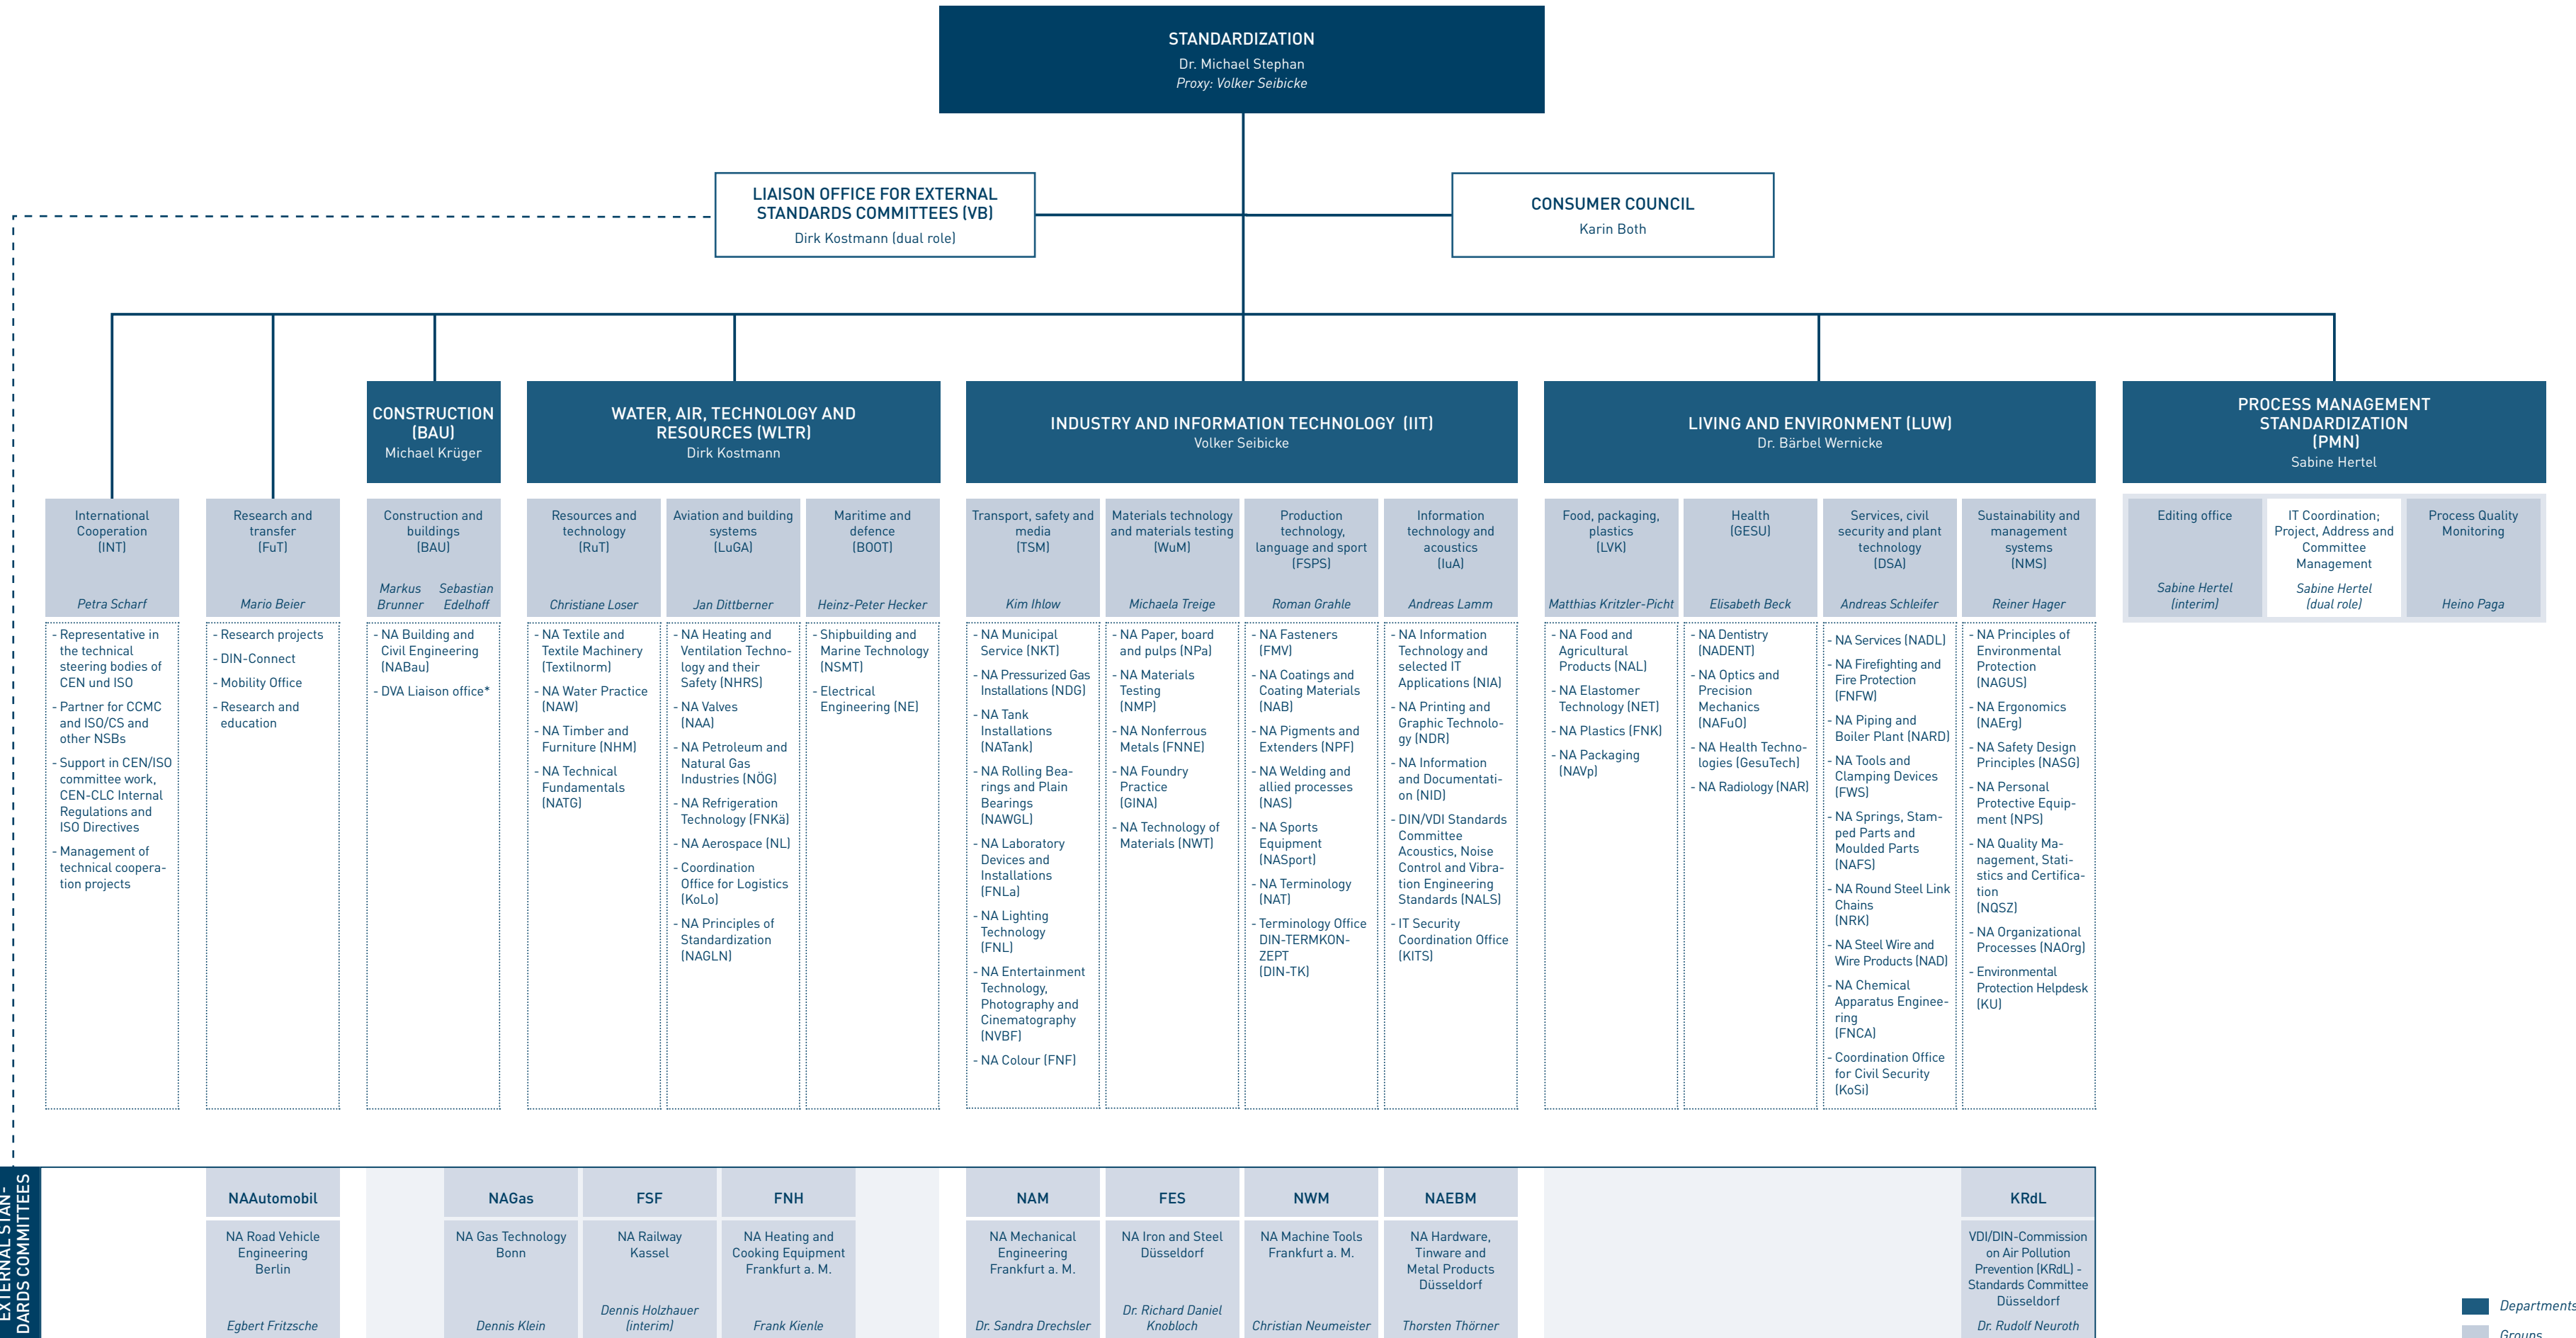 STANDARDIZATION
Dr. Michael Stephan
Proxy: Volker Seibicke
LIAISON OFFICE FOR EXTERNAL
STANDARDS COMMITTEES (VB)
Dirk Kostmann (dual role)
CONSUMER COUNCIL
Karin Both
CONSTRUCTION
(BAU)
Michael Krüger
WATER, AIR, TECHNOLOGY AND
RESOURCES (WLTR)
Dirk Kostmann
INDUSTRY AND INFORMATION TECHNOLOGY (IIT)
Volker Seibicke
LIVING AND ENVIRONMENT (LUW)
Dr. Bärbel Wernicke
PROCESS MANAGEMENT
STANDARDIZATION
(PMN)
Sabine Hertel
International
Cooperation
(INT)
Petra Scharf
- Representative in
the technical
steering bodies of
CEN und ISO
- Partner for CCMC
and ISO/CS and
other NSBs
- Support in CEN/ISO
committee work,
CEN-CLC Internal
Regulations and
ISO Directives
- Management of
technical coopera-
tion projects
Research and
transfer
(FuT)
Mario Beier
- Research projects
- DIN-Connect
- Mobility Office
- Research and
education
Construction and
buildings
(BAU)
Markus
Brunner
Sebastian
Edelhoff
- NA Building and
Civil Engineering
(NABau)
- DVA Liaison office*
Resources and
technology
(RuT)
Christiane Loser
- NA Textile and
Textile Machinery
(Textilnorm)
- NA Water Practice
(NAW)
- NA Timber and
Furniture (NHM)
- NA Technical
Fundamentals
(NATG)
Aviation and building
systems
(LuGA)
Jan Dittberner
- NA Heating and
Ventilation Techno-
logy and their
Safety (NHRS)
- NA Valves
(NAA)
- NA Petroleum and
Natural Gas
Industries (NÖG)
- NA Refrigeration
Technology (FNKä)
- NA Aerospace (NL)
- Coordination
Office for Logistics
(KoLo)
- NA Principles of
Standardization
(NAGLN)
Maritime and
defence
(BOOT)
Heinz-Peter Hecker
- Shipbuilding and
Marine Technology
(NSMT)
- Electrical
Engineering (NE)
Transport, safety and
media
(TSM)
Kim Ihlow
- NA Municipal
Service (NKT)
- NA Pressurized Gas
Installations (NDG)
- NA Tank
Installations
(NATank)
- NA Rolling Bea-
rings and Plain
Bearings
(NAWGL)
- NA Laboratory
Devices and
Installations
(FNLa)
- NA Lighting
Technology
(FNL)
- NA Entertainment
Technology,
Photography and
Cinematography
(NVBF)
- NA Colour (FNF)
Materials technology
and materials testing
(WuM)
Michaela Treige
- NA Paper, board
and pulps (NPa)
- NA Materials
Testing
(NMP)
- NA Nonferrous
Metals (FNNE)
- NA Foundry
Practice
(GINA)
- NA Technology of
Materials (NWT)
Production
technology,
language and sport
(FSPS)
Roman Grahle
- NA Fasteners
(FMV)
- NA Coatings and
Coating Materials
(NAB)
- NA Pigments and
Extenders (NPF)
- NA Welding and
allied processes
(NAS)
- NA Sports
Equipment
(NASport)
- NA Terminology
(NAT)
- Terminology Office
DIN-TERMKON-
ZEPT
(DIN-TK)
Information
technology and
acoustics
(IuA)
Andreas Lamm
- NA Information
Technology and
selected IT
Applications (NIA)
- NA Printing and
Graphic Technolo-
gy (NDR)
- NA Information
and Documentati-
on (NID)
- DIN/VDI Standards
Committee
Acoustics, Noise
Control and Vibra-
tion Engineering
Standards (NALS)
- IT Security
Coordination Office
(KITS)
Food, packaging,
plastics
(LVK)
Matthias Kritzler-Picht
- NA Food and
Agricultural
Products (NAL)
- NA Elastomer
Technology (NET)
- NA Plastics (FNK)
- NA Packaging
(NAVp)
Health
(GESU)
Elisabeth Beck
- NA Dentistry
(NADENT)
- NA Optics and
Precision
Mechanics
(NAFuO)
- NA Health Techno-
logies (GesuTech)
- NA Radiology (NAR)
Services, civil
security and plant
technology
(DSA)
Andreas Schleifer
- NA Services (NADL)
- NA Firefighting and
Fire Protection
(FNFW)
- NA Piping and
Boiler Plant (NARD)
- NA Tools and
Clamping Devices
(FWS)
- NA Springs, Stam-
ped Parts and
Moulded Parts
(NAFS)
- NA Round Steel Link
Chains
(NRK)
- NA Steel Wire and
Wire Products (NAD)
- NA Chemical
Apparatus Enginee-
ring
(FNCA)
- Coordination Office
for Civil Security
(KoSi)
Sustainability and
management
systems
(NMS)
Reiner Hager
- NA Principles of
Environmental
Protection
(NAGUS)
- NA Ergonomics
(NAErg)
- NA Safety Design
Principles (NASG)
- NA Personal
Protective Equip-
ment (NPS)
- NA Quality Ma-
nagement, Stati-
stics and Certifica-
tion
(NQSZ)
- NA Organizational
Processes (NAOrg)
- Environmental
Protection Helpdesk
(KU)
Editing office
Sabine Hertel
(interim)
IT Coordination;
Project, Address and
Committee
Management
Sabine Hertel
(dual role)
Process Quality
Monitoring
Heino Paga
EXTERNAL STAN-
DARDS COMMITTEES
NAAutomobil
NA Road Vehicle
Engineering
Berlin
Egbert Fritzsche
NAGas
NA Gas Technology
Bonn
Dennis Klein
FSF
NA Railway
Kassel
Dennis Holzhauer
(interim)
FNH
NA Heating and
Cooking Equipment
Frankfurt a. M.
Frank Kienle
NAM
NA Mechanical
Engineering
Frankfurt a. M.
Dr. Sandra Drechsler
FES
NA Iron and Steel
Düsseldorf
Dr. Richard Daniel
Knobloch
NWM
NA Machine Tools
Frankfurt a. M.
Christian Neumeister
NAEBM
NA Hardware,
Tinware and
Metal Products
Düsseldorf
Thorsten Thörner
KRdL
VDI/DIN-Commission
on Air Pollution
Prevention (KRdL) -
Standards Committee
Düsseldorf
Dr. Rudolf Neuroth
Departments
Groups